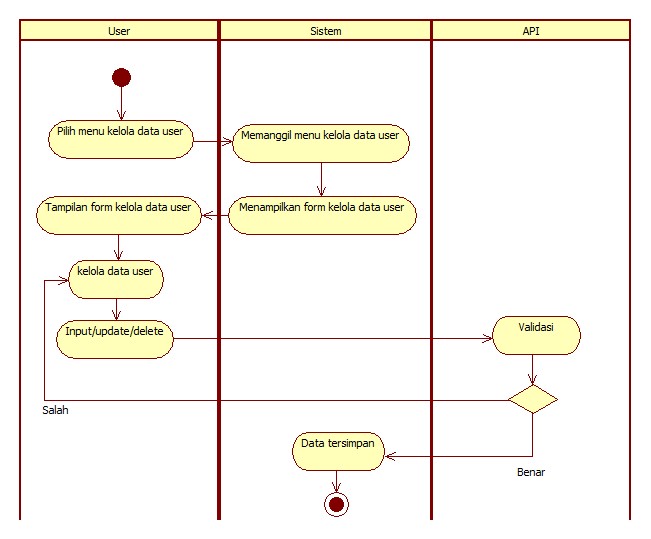 User
Sistem
API
Pilih menu kelola data user
Memanggil menu kelola data user
Tampilan form kelola data user
Menampilkan form kelola data user
kelola data user
Input/update/delete
Validasi
Salah
Data tersimpan
Benar